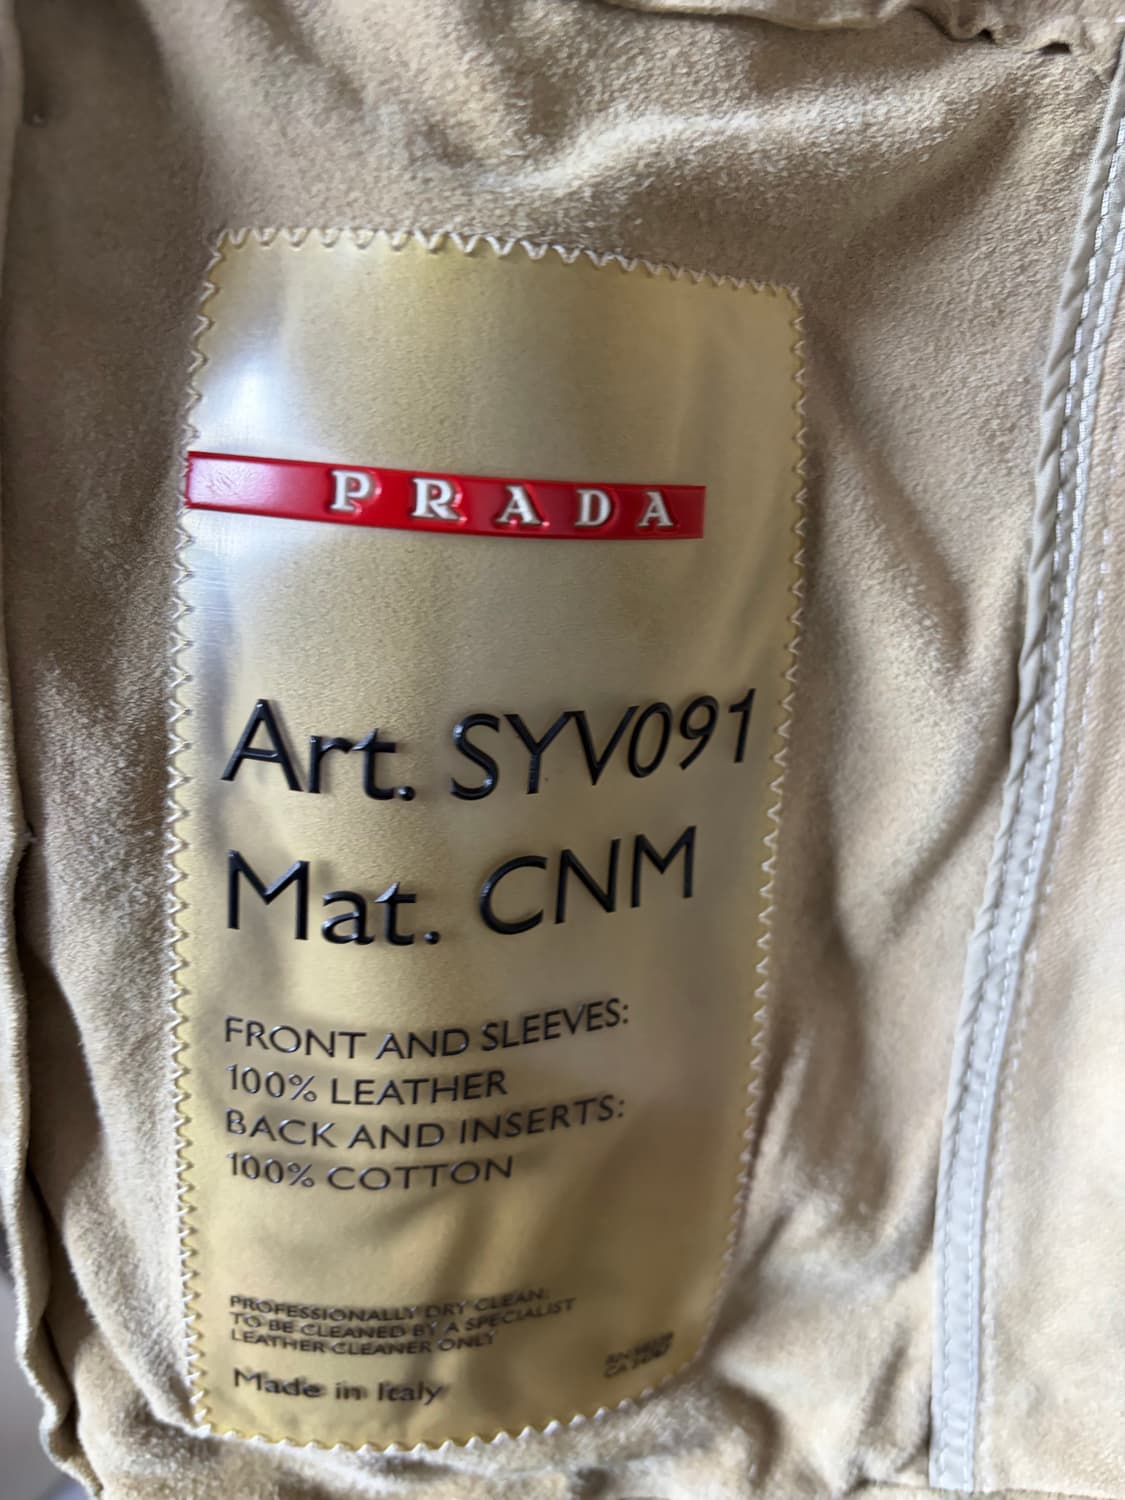 PRADA
Art. SYV091
Mat. CNM
FRONT AND SLEEVES:
100% LEATHER
BACK AND INSERTS:
100% COTTON
PROFESSIONALLY DRY CLEAN:
TO BE CLEANED BY A SPECIALIST
LEATHER CLEANER ONLY
Made in Italy